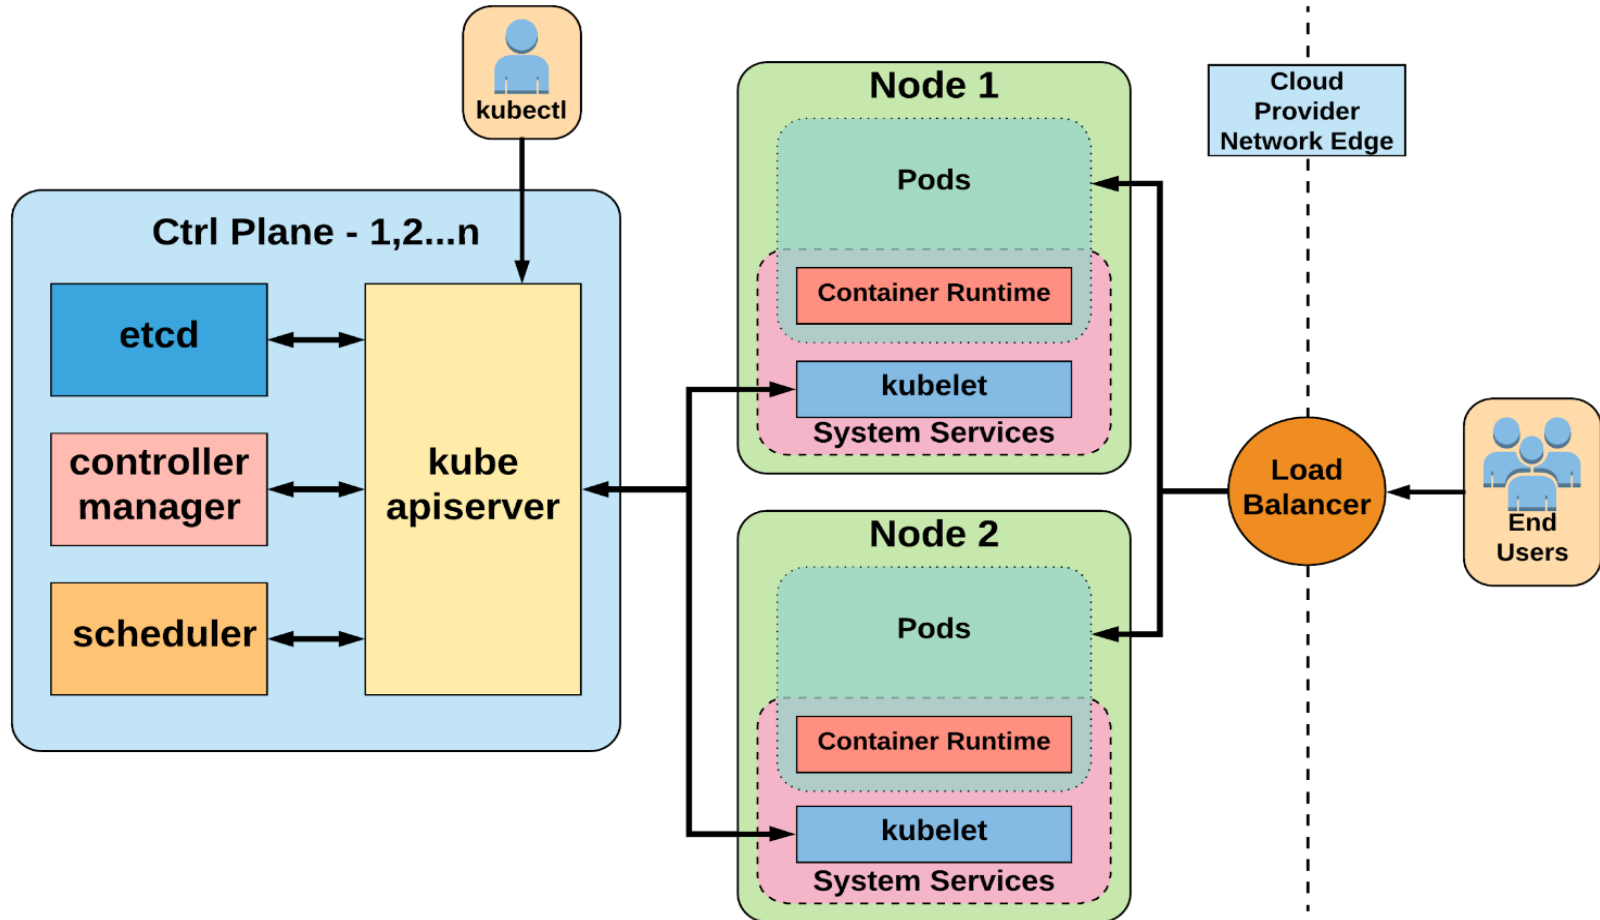 kubectl
Ctrl Plane - 1,2...n
etcd
controller
manager
scheduler
kube
apiserver
Node 1
Pods
Container Runtime
kubelet
System Services
Node 2
Pods
Container Runtime
kubelet
System Services
Cloud
Provider
Network Edge
Load
Balancer
End
Users